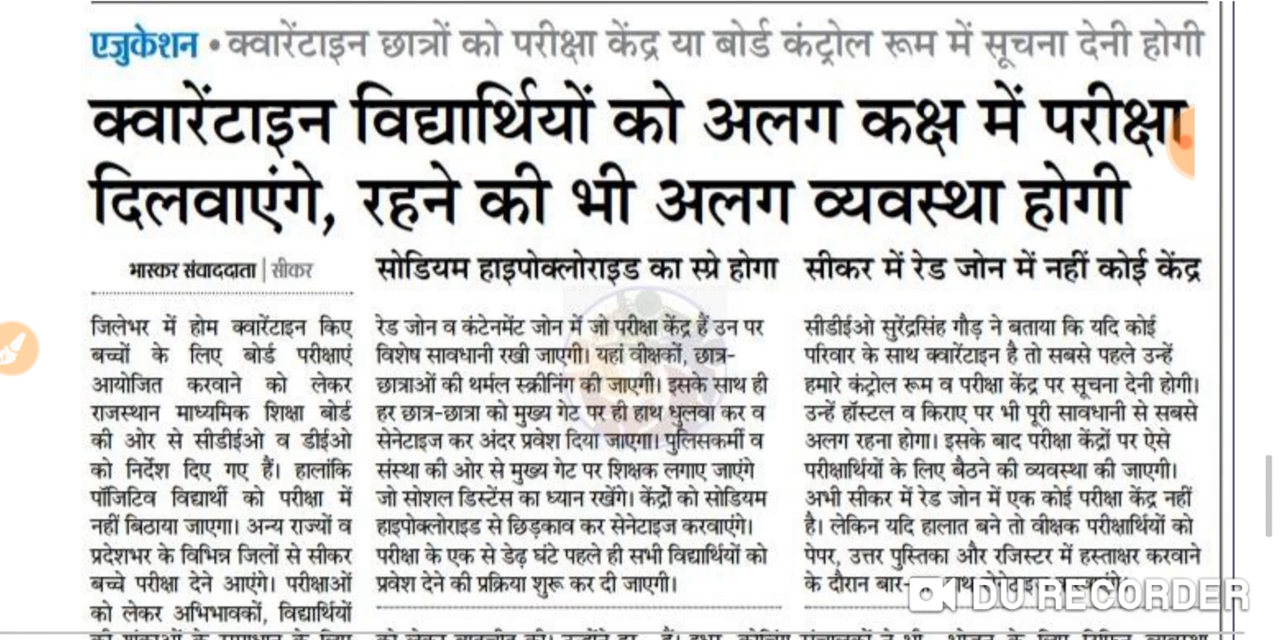 एजुकेशन • क्वारेंटाइन छात्रों को परीक्षा केंद्र या बोर्ड कंट्रोल रूम में सूचना देनी होगी
क्वारेंटाइन विद्यार्थियों को अलग कक्ष में परीक्षा
दिलवाएंगे, रहने की भी अलग व्यवस्था होगी
भास्कर संवाददाता | सीकर
जिलेभर में होम क्वारेंटाइन किए
बच्चों के लिए बोर्ड परीक्षाएं
आयोजित करवाने को लेकर
राजस्थान माध्यमिक शिक्षा बोर्ड
की ओर से सीडीईओ व डीईओ
को निर्देश दिए गए हैं। हालांकि
पॉजिटिव विद्यार्थी को परीक्षा में
नहीं बिठाया जाएगा। अन्य राज्यों व
प्रदेशभर के विभिन्न जिलों से सीकर
बच्चे परीक्षा देने आएंगे। परीक्षाओं
को लेकर अभिभावकों, विद्यार्थियों
सोडियम हाइपोक्लोराइड का स्प्रे होगा
रेड जोन व कंटेनमेंट जोन में जो परीक्षा केंद्र हैं उन पर
विशेष सावधानी रखी जाएगी। यहां वीक्षकों, छात्र-
छात्राओं की थर्मल स्क्रीनिंग की जाएगी। इसके साथ ही
हर छात्र-छात्रा को मुख्य गेट पर ही हाथ धुलवा कर व
सेनेटाइज कर अंदर प्रवेश दिया जाएगा। पुलिसकर्मी व
संस्था की ओर से मुख्य गेट पर शिक्षक लगाए जाएंगे
जो सोशल डिस्टेंस का ध्यान रखेंगे। केंद्रों को सोडियम
हाइपोक्लोराइड से छिड़काव कर सेनेटाइज करवाएंगे।
परीक्षा के एक से डेढ़ घंटे पहले ही सभी विद्यार्थियों को
प्रवेश देने की प्रक्रिया शुरू कर दी जाएगी।
सीकर में रेड जोन में नहीं कोई केंद्र
सीडीईओ सुरेंद्रसिंह गौड़ ने बताया कि यदि कोई
परिवार के साथ क्वारेंटाइन है तो सबसे पहले उन्हें
हमारे कंट्रोल रूम व परीक्षा केंद्र पर सूचना देनी होगी।
उन्हें हॉस्टल व किराए पर भी पूरी सावधानी से सबसे
अलग रहना होगा। इसके बाद परीक्षा केंद्रों पर ऐसे
परीक्षार्थियों के लिए बैठने की व्यवस्था की जाएगी।
अभी सीकर में रेड जोन में एक कोई परीक्षा केंद्र नहीं
है। लेकिन यदि हालात बने तो वीक्षक परीक्षार्थियों को
पेपर, उत्तर पुस्तिका और रजिस्टर में हस्ताक्षर करवाने
के दौरान बार-
DU RECORDER